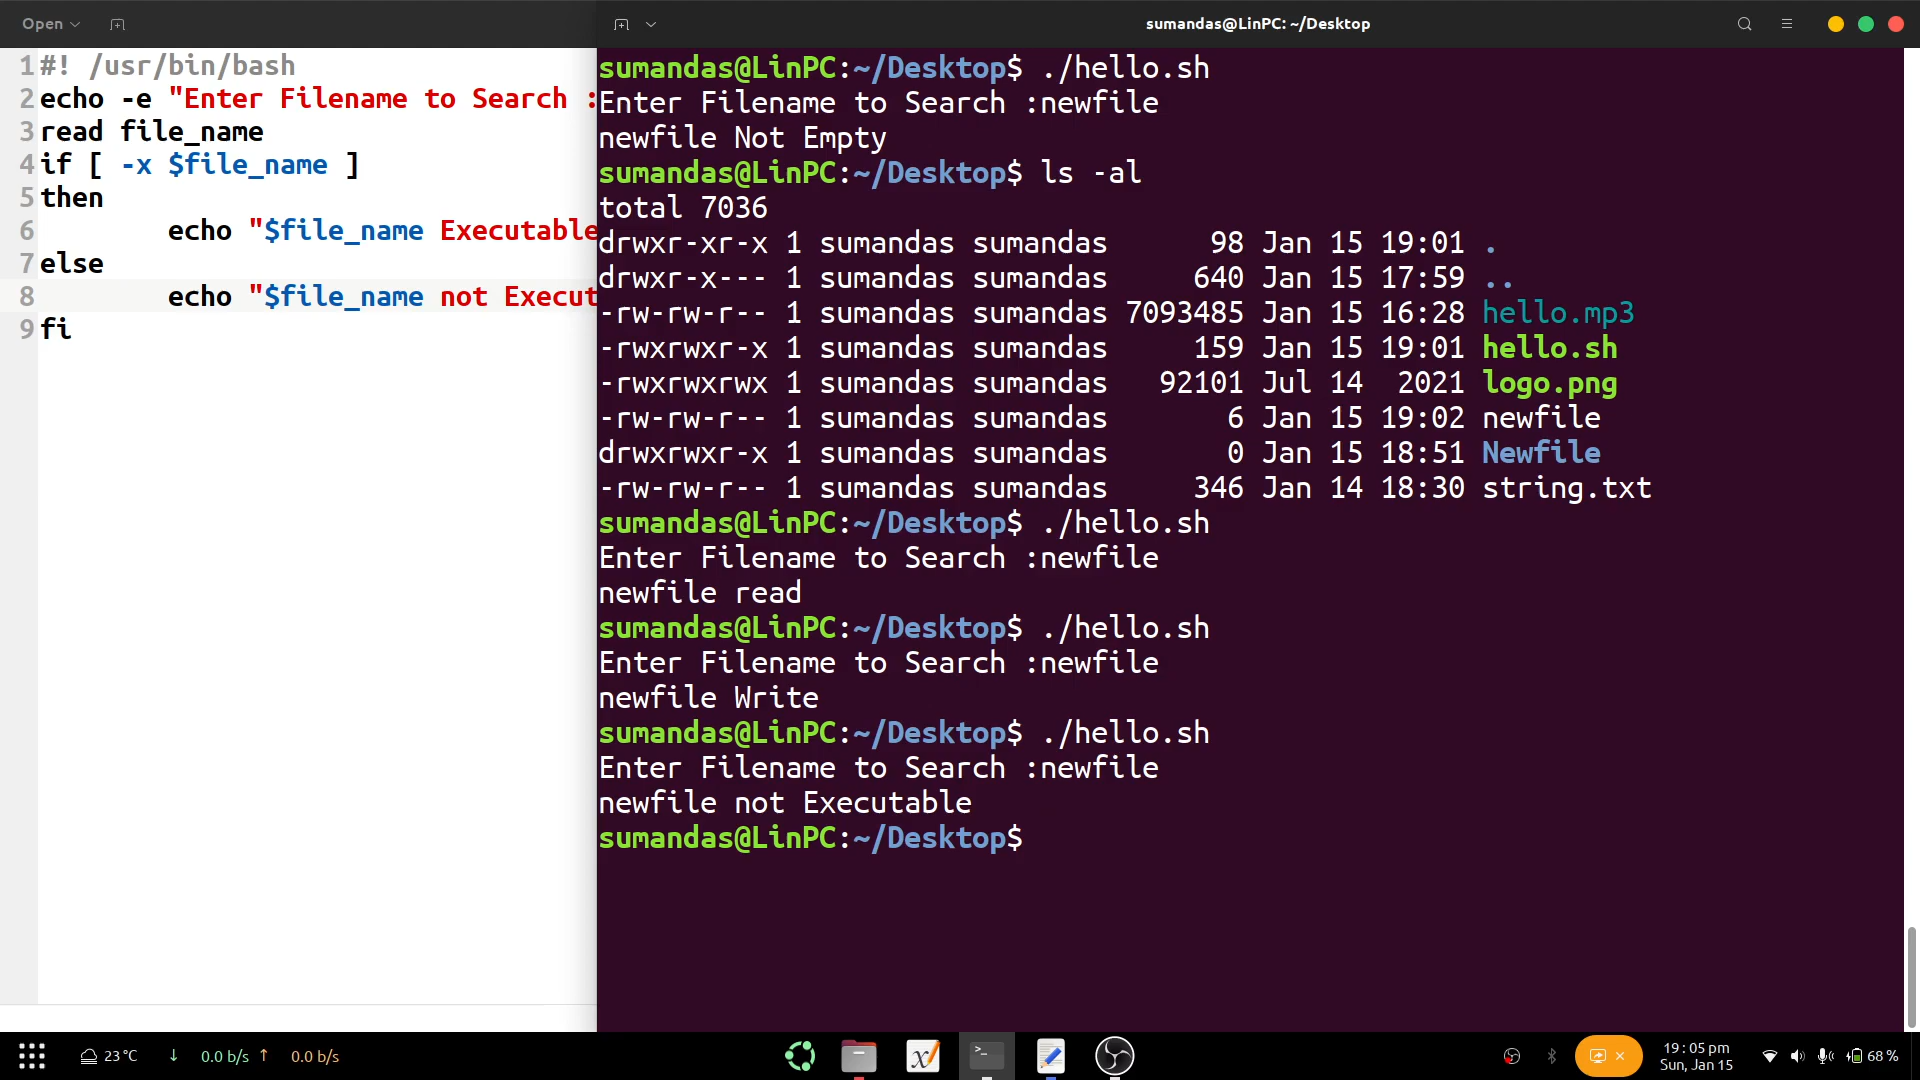 Open
1 #! /usr/bin/bash
2 echo -e "Enter Filename to Search :
3 read file_name
4 if [ -x $file_name ]
5 then
6 echo "$file_name Executable
7 else
8 echo "$file_name not Execut
9 fi
sumandas@LinPC: ~/Desktop
sumandas@LinPC:~/Desktop$ ./hello.sh
Enter Filename to Search :newfile
newfile Not Empty
sumandas@LinPC:~/Desktop$ ls -al
total 7036
drwxr-xr-x 1 sumandas sumandas 98 Jan 15 19:01 .
drwxr-x--- 1 sumandas sumandas 640 Jan 15 17:59 ..
-rw-rw-r-- 1 sumandas sumandas 7093485 Jan 15 16:28 hello.mp3
-rwxrwxr-x 1 sumandas sumandas 159 Jan 15 19:01 hello.sh
-rwxrwxrwx 1 sumandas sumandas 92101 Jul 14 2021 logo.png
-rw-rw-r-- 1 sumandas sumandas 6 Jan 15 19:02 newfile
drwxrwxr-x 1 sumandas sumandas 0 Jan 15 18:51 Newfile
-rw-rw-r-- 1 sumandas sumandas 346 Jan 14 18:30 string.txt
sumandas@LinPC:~/Desktop$ ./hello.sh
Enter Filename to Search :newfile
newfile read
sumandas@LinPC:~/Desktop$ ./hello.sh
Enter Filename to Search :newfile
newfile Write
sumandas@LinPC:~/Desktop$ ./hello.sh
Enter Filename to Search :newfile
newfile not Executable
sumandas@LinPC:~/Desktop$
23°C ↓ 0.0 b/s ↑ 0.0 b/s
19:05 pm
Sun, Jan 15
68 %